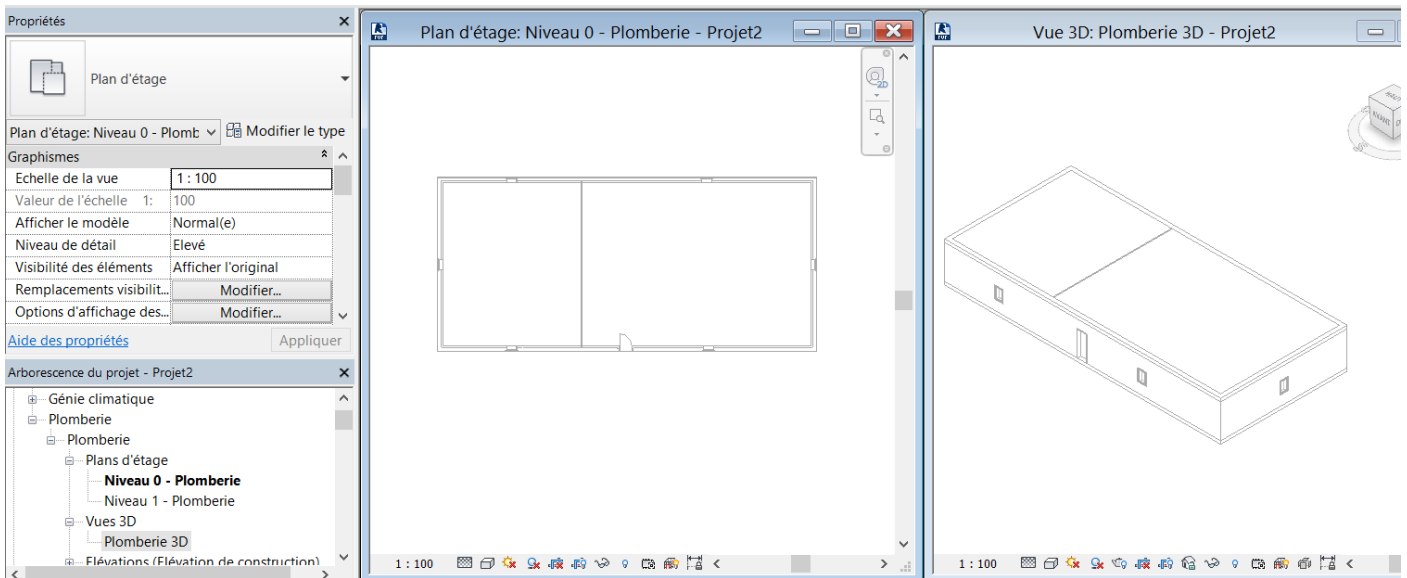 Propriétés
Plan d'étage
Plan d'étage: Niveau 0 - Plomb
Modifier le type
Graphismes
Echelle de la vue 1 : 100
Valeur de l'échelle 1: 100
Afficher le modèle Normal(e)
Niveau de détail Elevé
Visibilité des éléments Afficher l'original
Remplacements visibilit... Modifier...
Options d'affichage des... Modifier...
Aide des propriétés Appliquer
Arborescence du projet - Projet2
Génie climatique
Plomberie
Plomberie
Plans d'étage
Niveau 0 - Plomberie
Niveau 1 - Plomberie
Vues 3D
Plomberie 3D
Elévations (Elévation de construction)
Plan d'étage: Niveau 0 - Plomberie - Projet2
2D
1 : 100
Vue 3D: Plomberie 3D - Projet2
HAUT
AVANT
1 : 100